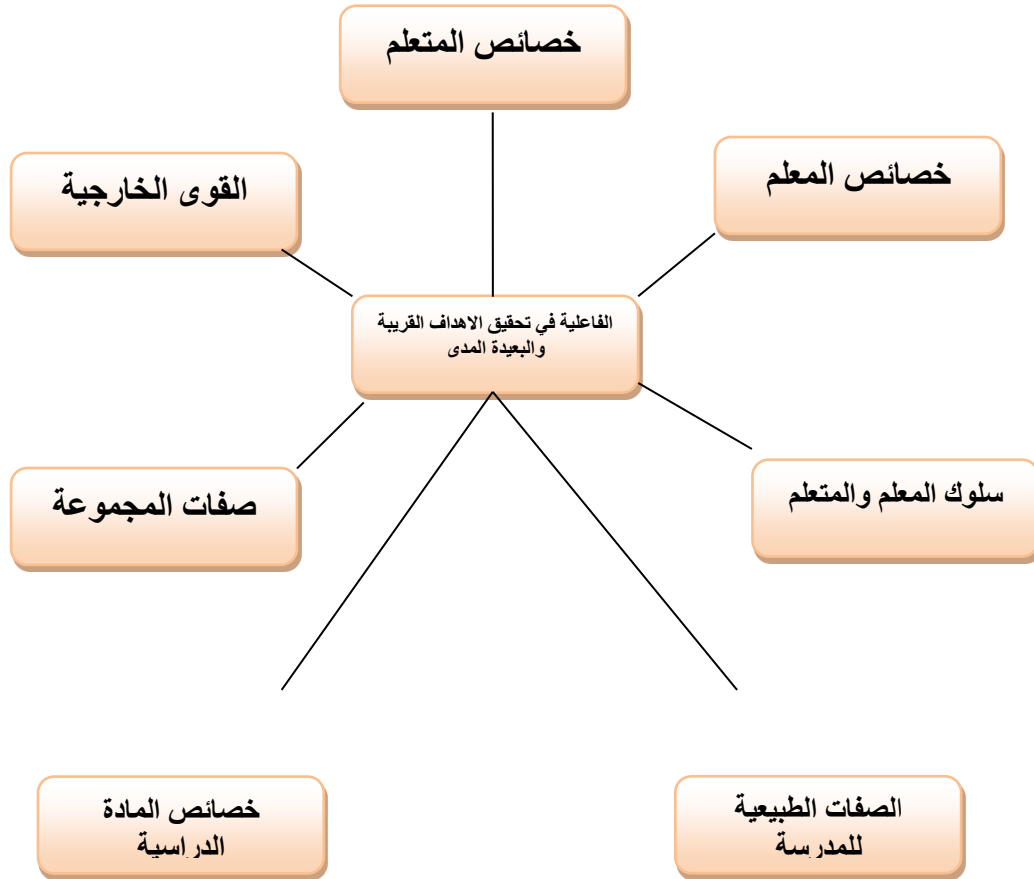 خصائص المتعلم
خصائص المعلم
القوى الخارجية
الفاعلية في تحقيق الاهداف القريبة
والبعيدة المدى
سلوك المعلم والمتعلم
صفات المجموعة
الصفات الطبيعية
للمدرسة
خصائص المادة
الدراسية